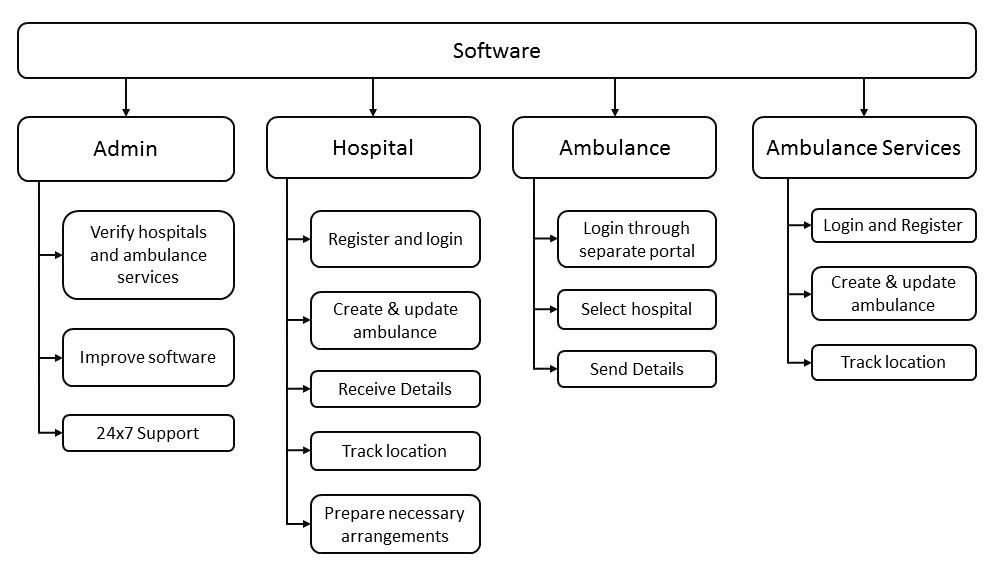 Software
Admin
Hospital
Ambulance
Ambulance Services
Verify hospitals
and ambulance
services
Improve software
24x7 Support
Register and login
Create & update
ambulance
Receive Details
Track location
Prepare necessary
arrangements
Login through
separate portal
Select hospital
Send Details
Login and Register
Create & update
ambulance
Track location